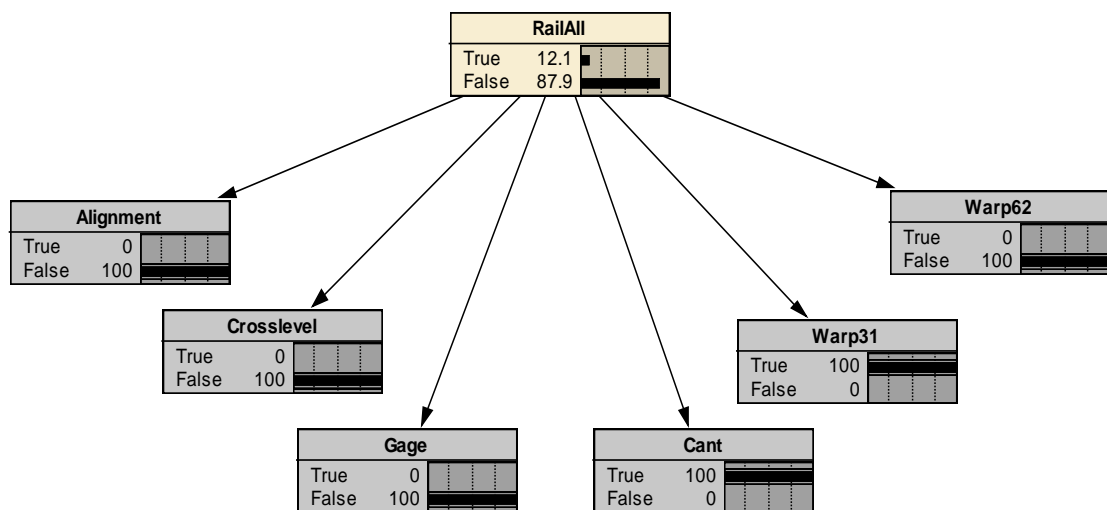 RailAll
True 12.1
False 87.9
Alignment
True 0
False 100
Warp62
True 0
False 100
Crosslevel
True 0
False 100
Warp31
True 100
False 0
Gage
True 0
False 100
Cant
True 100
False 0